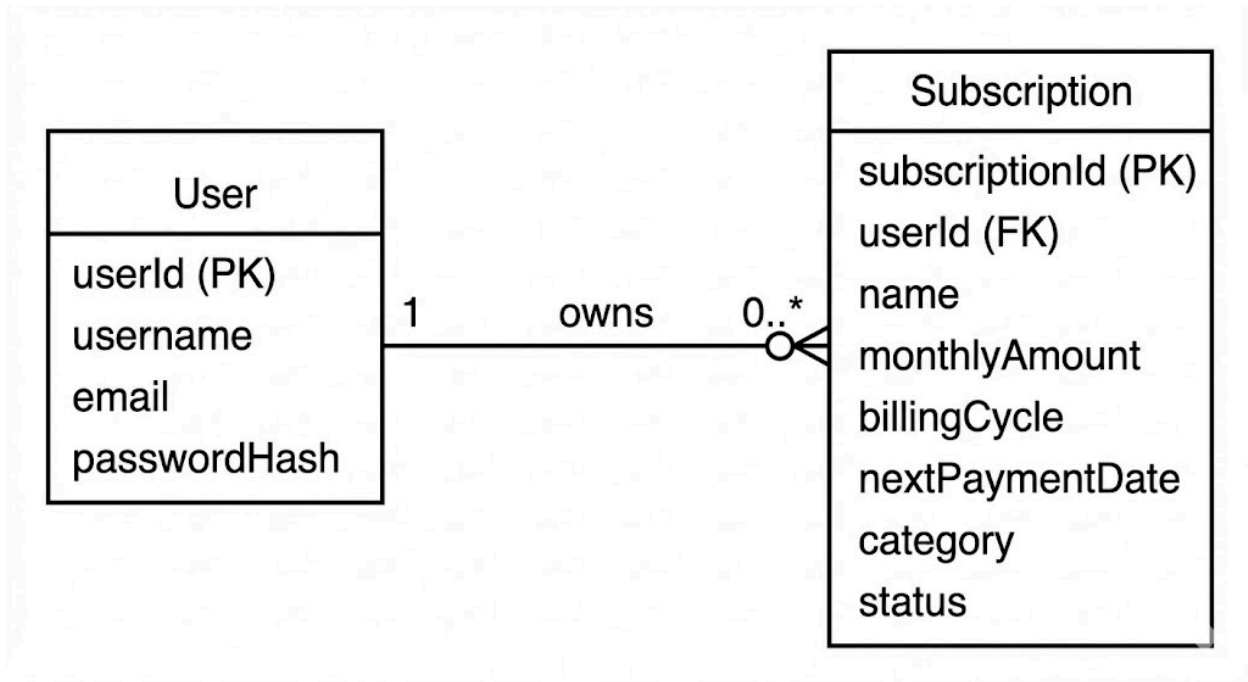 User
userId (PK)
username
email
passwordHash
1
owns
0..*
Subscription
subscriptionId (PK)
userId (FK)
name
monthlyAmount
billingCycle
nextPaymentDate
category
status